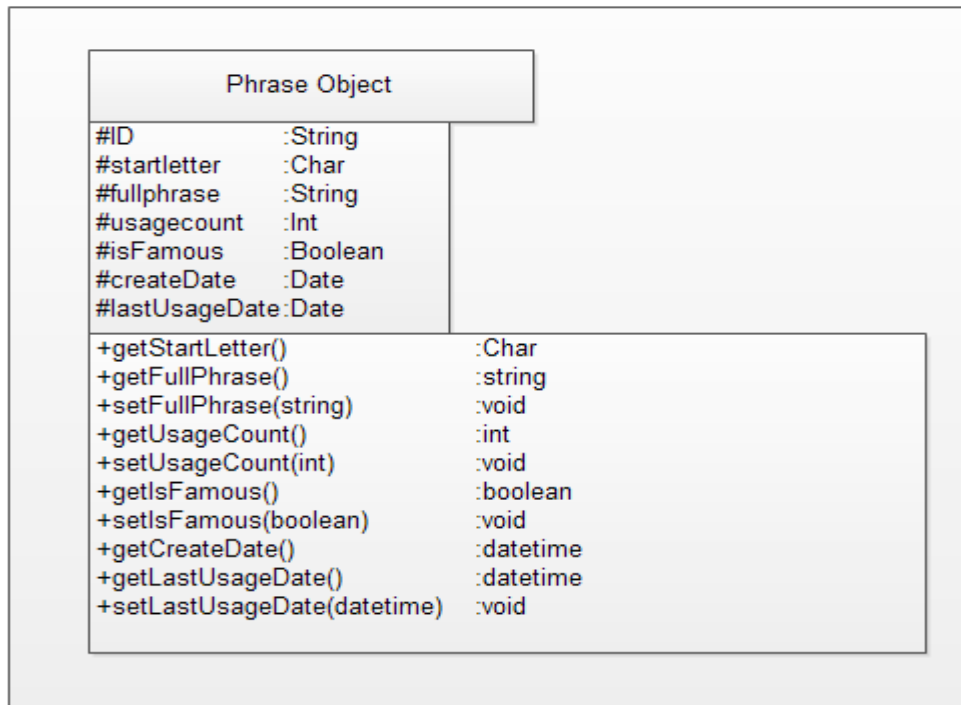 Phrase Object
#ID :String
#startletter :Char
#fullphrase :String
#usagecount :Int
#isFamous :Boolean
#createDate :Date
#lastUsageDate:Date
+getStartLetter() :Char
+getFullPhrase() :string
+setFullPhrase(string) :void
+getUsageCount() :int
+setUsageCount(int) :void
+getIsFamous() :boolean
+setIsFamous(boolean) :void
+getCreateDate() :datetime
+getLastUsageDate() :datetime
+setLastUsageDate(datetime) :void